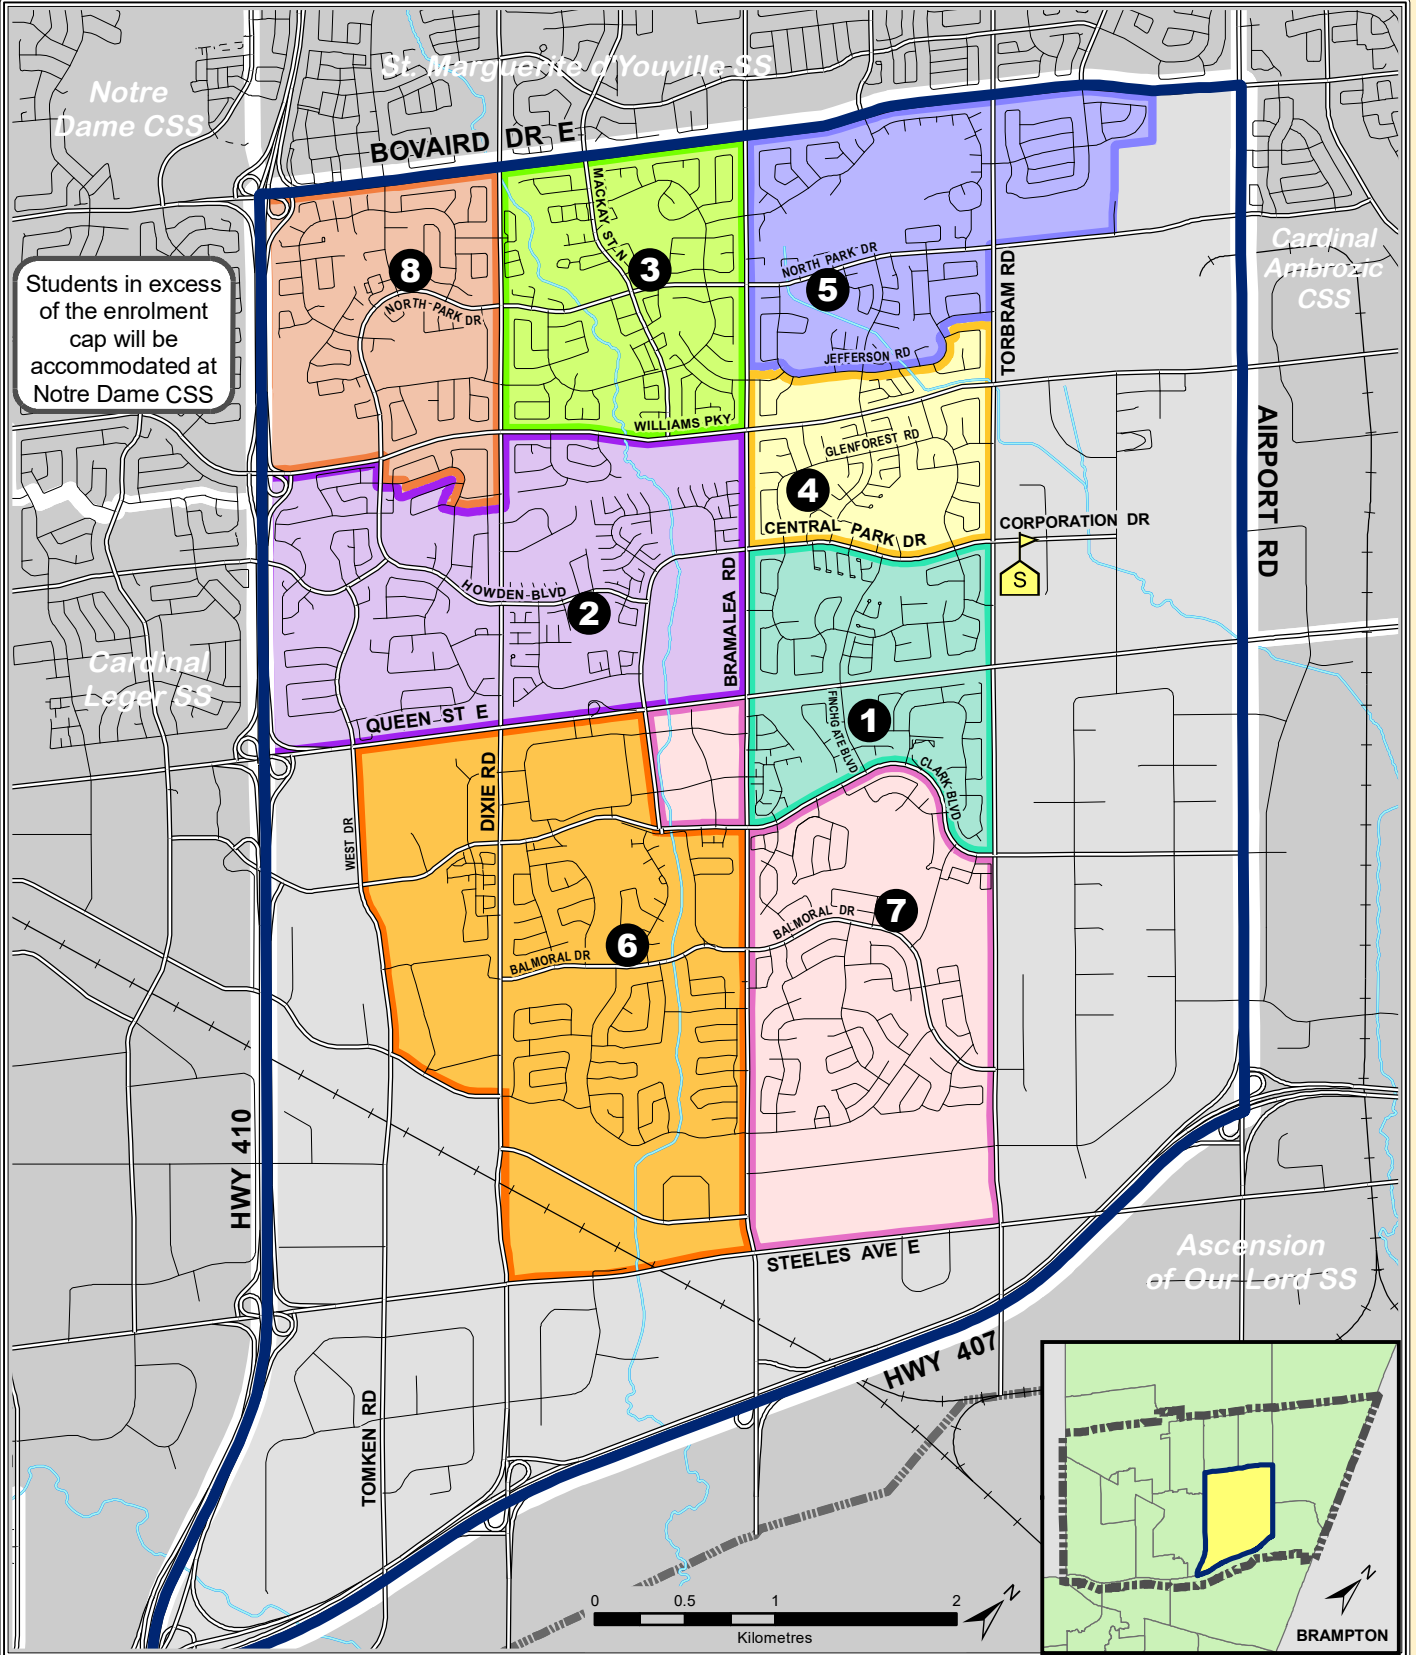 St. Marguerite d'Youville SS
Notre
Dame CSS
BOVAIRD DR E
MACKAY ST N
8
3
NORTH PARK DR
5
NORTH PARK DR
TORBRAM RD
Cardinal
Ambrozic
CSS
Students in excess
of the enrolment
cap will be
accommodated at
Notre Dame CSS
JEFFERSON RD
WILLIAMS PKY
GLENFOREST RD
AIRPORT RD
4
CENTRAL PARK DR
CORPORATION DR
S
HOWDEN BLVD
2
BRAMALEA RD
Cardinal
Leger SS
QUEEN ST E
FINCHGATE BLVD
1
CLARK BLVD
DIXIE RD
WEST DR
BALMORAL DR
7
6
BALMORAL DR
HWY 410
STEELES AVE E
Ascension
of Our Lord SS
HWY 407
TOMKEN RD
0 0.5 1 2
Kilometres
N
N
BRAMPTON